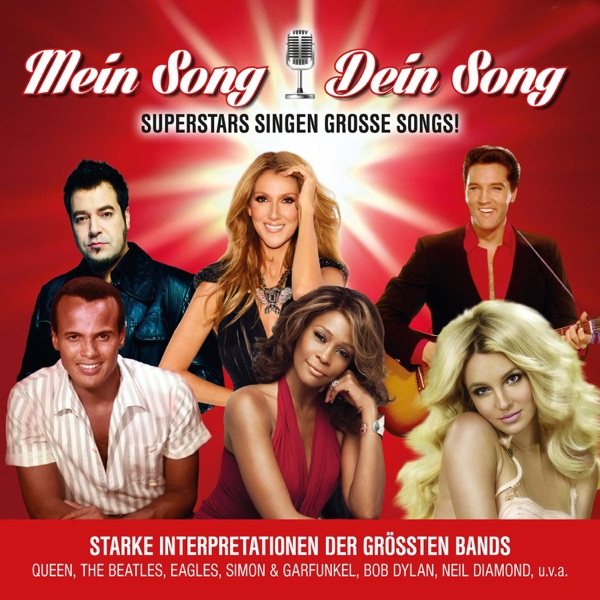 Mein Song Dein Song
SUPERSTARS SINGEN GROSSE SONGS!
STARKE INTERPRETATIONEN DER GRÖSSTEN BANDS
QUEEN, THE BEATLES, EAGLES, SIMON & GARFUNKEL, BOB DYLAN, NEIL DIAMOND, u.v.a.